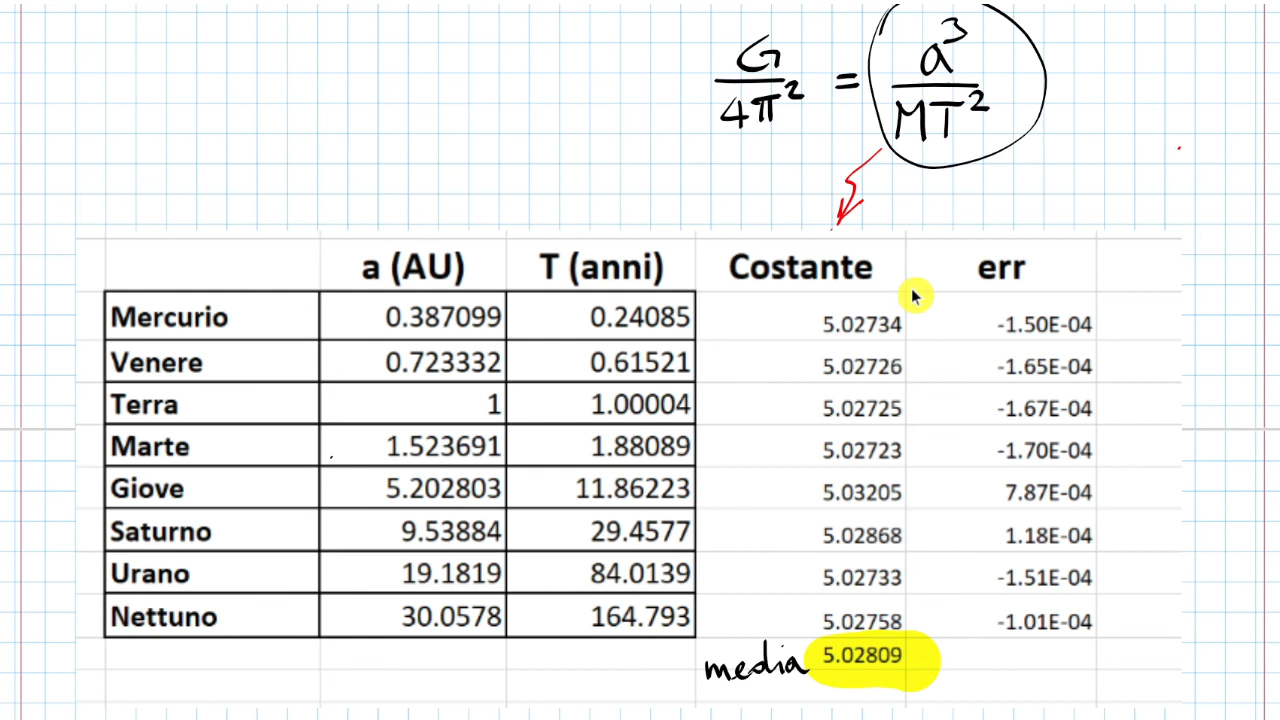 G/4π² = a³/MT²
a (AU) T (anni) Costante err
Mercurio 0.387099 0.24085 5.02734 -1.50E-04
Venere 0.723332 0.61521 5.02726 -1.65E-04
Terra 1 1.00004 5.02725 -1.67E-04
Marte 1.523691 1.88089 5.02723 -1.70E-04
Giove 5.202803 11.86223 5.03205 7.87E-04
Saturno 9.53884 29.4577 5.02868 1.18E-04
Urano 19.1819 84.0139 5.02733 -1.51E-04
Nettuno 30.0578 164.793 5.02758 -1.01E-04
media 5.02809